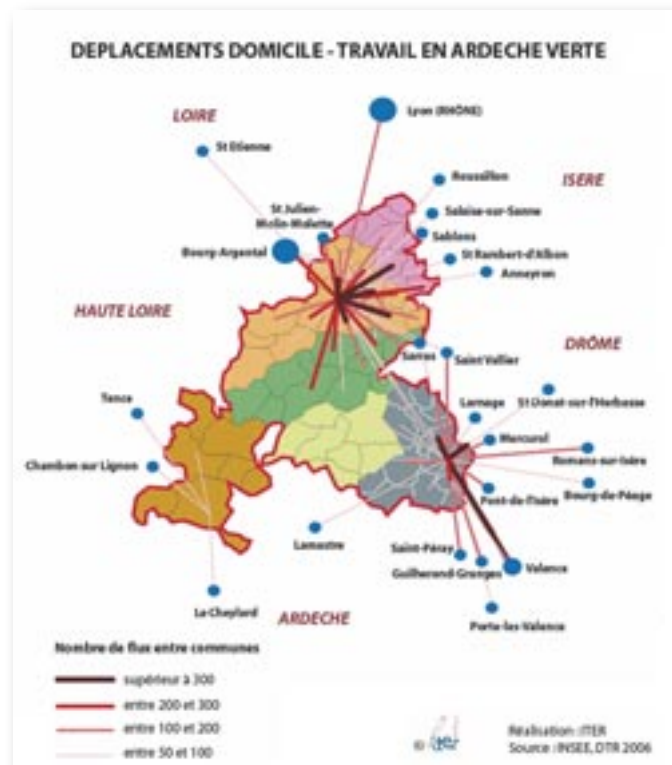 DEPLACEMENTS DOMICILE - TRAVAIL EN ARDECHE VERTE
LOIRE
Lyon (RHÔNE)
St Etienne
Roussillon
ISERE
St Julien-
Molin-Molette
Salaise-sur-Sanne
Sablons
Bourg-Argental
St Rambert-d'Albon
Anneyron
HAUTE LOIRE
DRÔME
Sarras
Saint Vallier
Tence
Larnage
St Donat-sur-l'Herbasse
Mercurol
Chambon sur Lignon
Romans-sur-Isère
Pont-de-l'Isère
Bourg-de-Péage
Lamastre
Saint-Péray
Guilherand-Granges
Valence
Le Cheylard
ARDECHE
Porte-les-Valence
Nombre de flux entre communes
supérieur à 300
entre 200 et 300
entre 100 et 200
entre 50 et 100
©
iter
Réalisation : ITER
Source : INSEE, DTR 2006